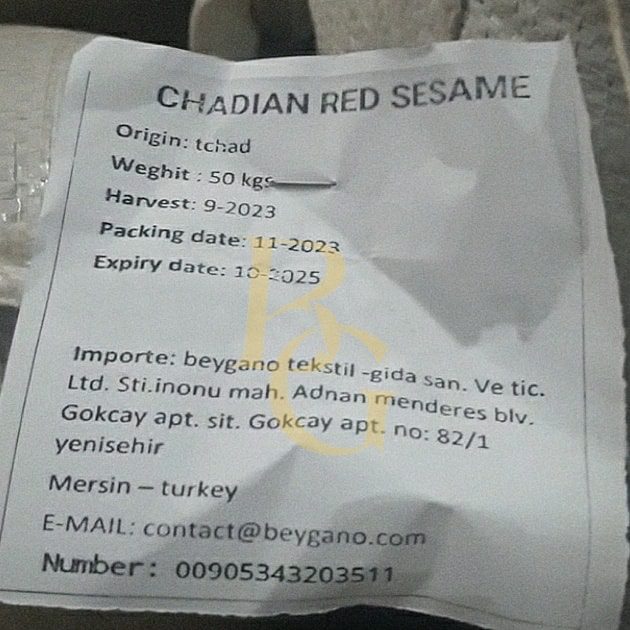 CHADIAN RED SESAME
Origin: tchad
Weghit : 50 kgs
Harvest: 9-2023
Packing date: 11-2023
Expiry date: 10-2025
Importe: beygano tekstil -gida san. Ve tic.
Ltd. Sti.inonu mah. Adnan menderes blv.
Gokcay apt. sit. Gokcay apt. no: 82/1
yenisehir
Mersin – turkey
E-MAIL: contact@beygano.com
Number: 00905343203511
BG